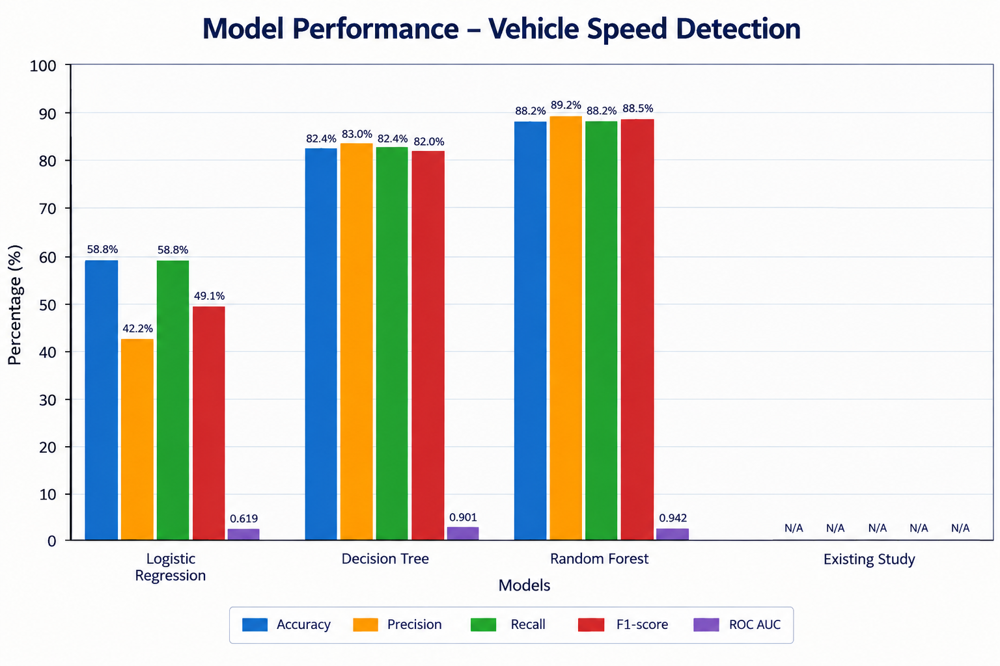 Model Performance – Vehicle Speed Detection
Percentage (%)
100
90
80
70
60
50
40
30
20
10
0
58.8%
42.2%
58.8%
49.1%
0.619
82.4%
83.0%
82.4%
82.0%
0.901
88.2%
89.2%
88.2%
88.5%
0.942
N/A
N/A
N/A
N/A
N/A
Logistic
Regression
Decision Tree
Random Forest
Existing Study
Models
Accuracy
Precision
Recall
F1-score
ROC AUC